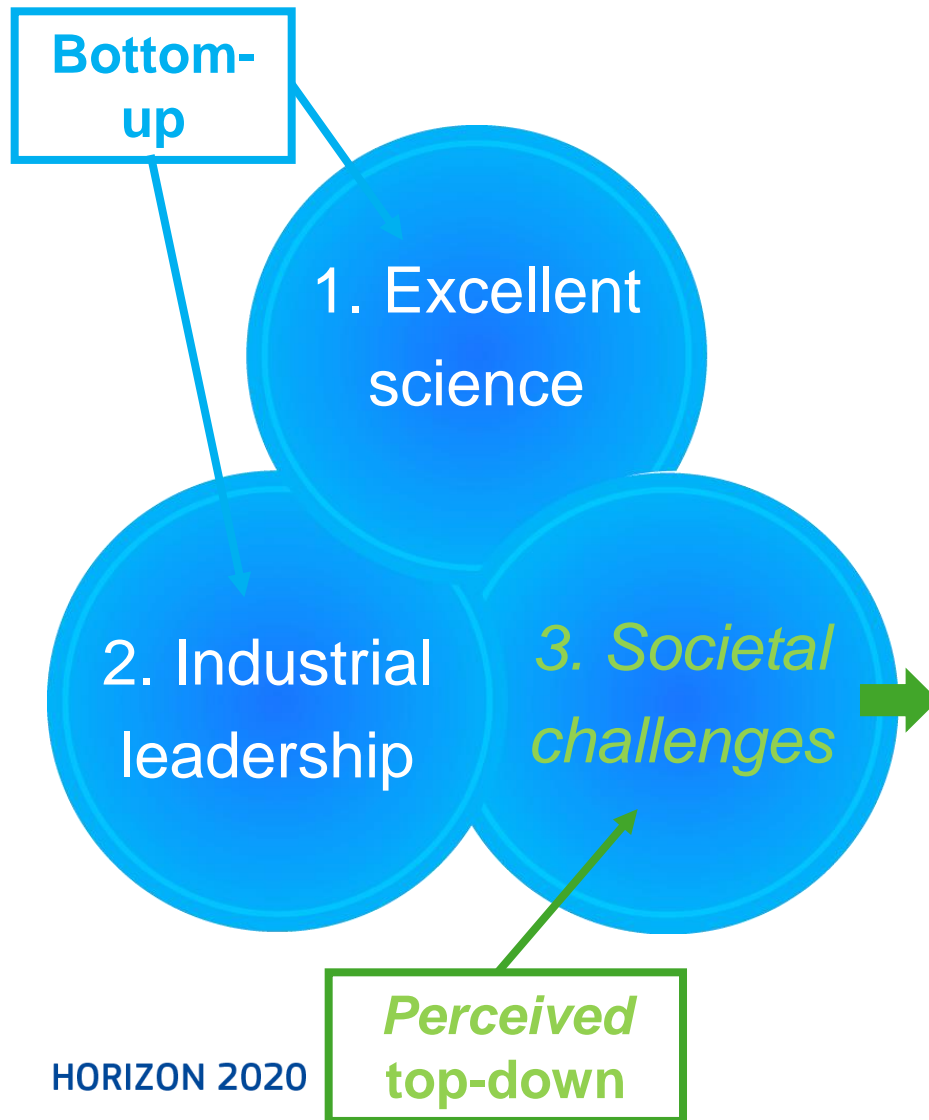 Bottom-
up
1. Excellent
science
2. Industrial
leadership
3. Societal
challenges
Perceived
top-down
HORIZON 2020